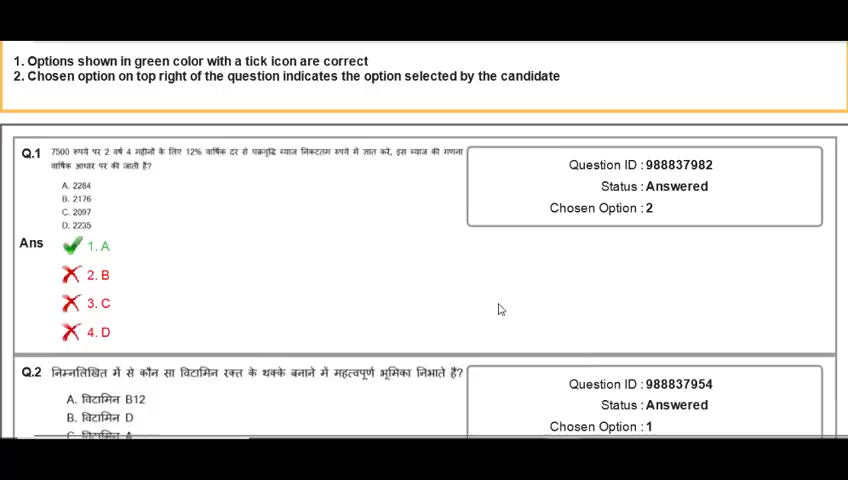 1. Options shown in green color with a tick icon are correct
2. Chosen option on top right of the question indicates the option selected by the candidate
Q.1 7500 रुपये पर 2 वर्ष 4 महीनों के लिए 12% वार्षिक दर से चक्रवृद्धि ब्याज निकटतम रुपये में ज्ञात करें, इस ब्याज की गणना
वार्षिक आधार पर की जाती है?
A. 2284
B. 2176
C. 2097
D. 2235
Question ID : 988837982
Status : Answered
Chosen Option : 2
Ans 1. A
2. B
3. C
4. D
Q.2 निम्नलिखित में से कौन सा विटामिन रक्त के थक्के बनाने में महत्वपूर्ण भूमिका निभाते हैं?
A. विटामिन B12
B. विटामिन D
C. विटामिन A
Question ID : 988837954
Status : Answered
Chosen Option : 1